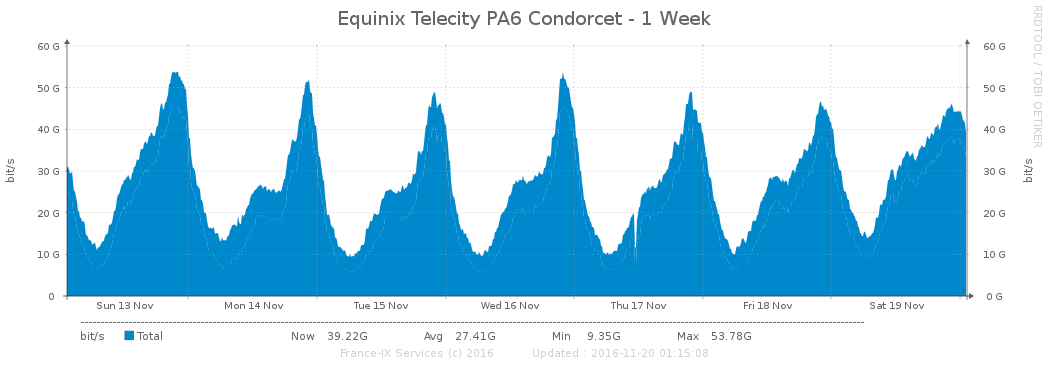 Equinix Telecity PA6 Condorcet - 1 Week
RRDTOOL / TOBI OETIKER
bit/s
bit/s
60 G 60 G
50 G 50 G
40 G 40 G
30 G 30 G
20 G 20 G
10 G 10 G
0 0 G
Sun 13 Nov Mon 14 Nov Tue 15 Nov Wed 16 Nov Thu 17 Nov Fri 18 Nov Sat 19 Nov
bit/s Total Now 39.22G Avg 27.41G Min 9.35G Max 53.78G
France-IX Services (c) 2016 Updated : 2016-11-20 01:15:08